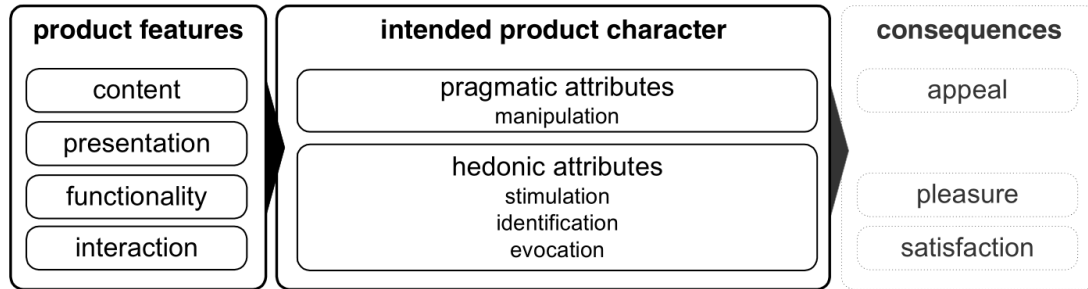 product features
content
presentation
functionality
interaction
intended product character
pragmatic attributes
manipulation
hedonic attributes
stimulation
identification
evocation
consequences
appeal
pleasure
satisfaction